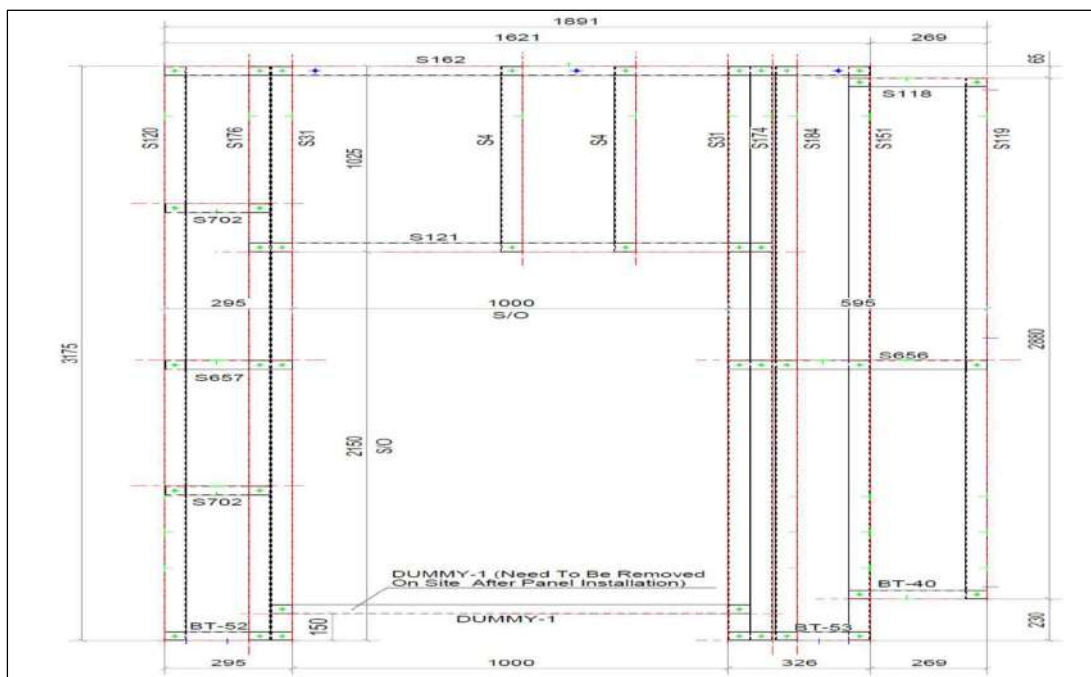 1891
1621 269
S162
65
S118
S120
S176
S31
S4
S4
S31
S174
S184
S151
S119
1025
S702
S121
295 1000 595
S/O
3175
2880
S657
S656
2150
S/O
S702
DUMMY-1 (Need To Be Removed
On Site After Panel Installation)
BT-40
DUMMY-1
150
230
BT-52
BT-53
295 1000 326 269